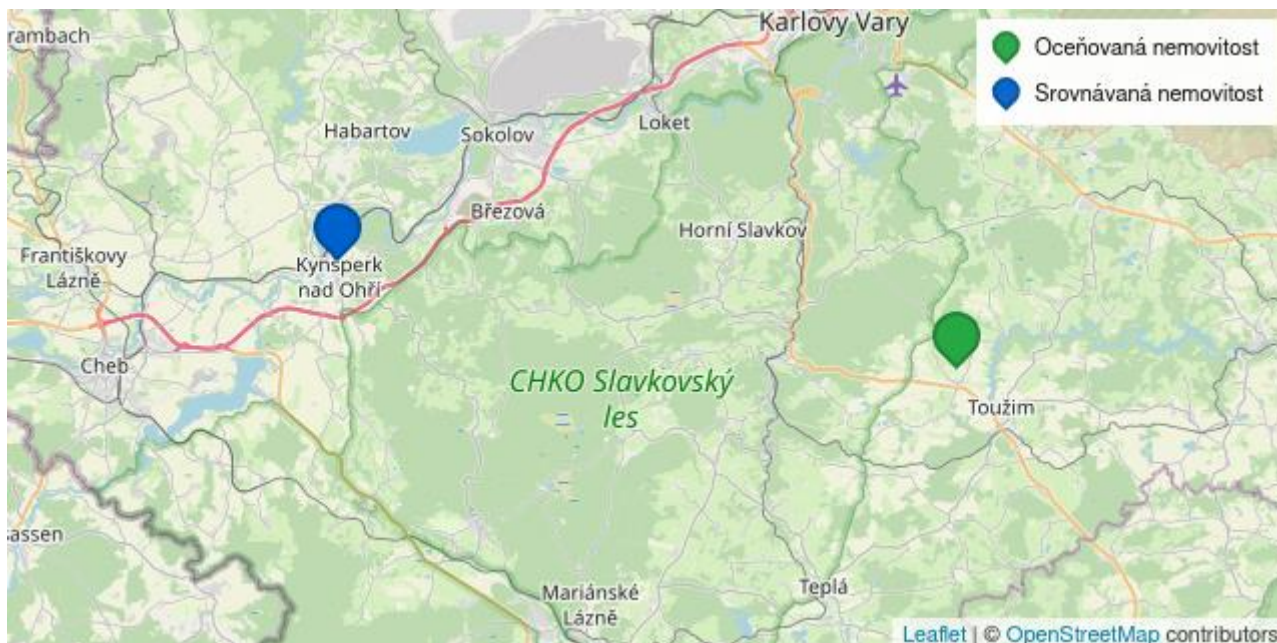 rambach
Karlovy Vary
Oceňovaná nemovitost
Srovnávaná nemovitost
Habartov
Sokolov
Loket
Březová
Horní Slavkov
Františkovy
Lázně
Kynšperk
nad Ohří
Cheb
CHKO Slavkovský
les
Toužim
sassen
Mariánské
Lázně
Teplá
Leaflet | © OpenStreetMap contributors